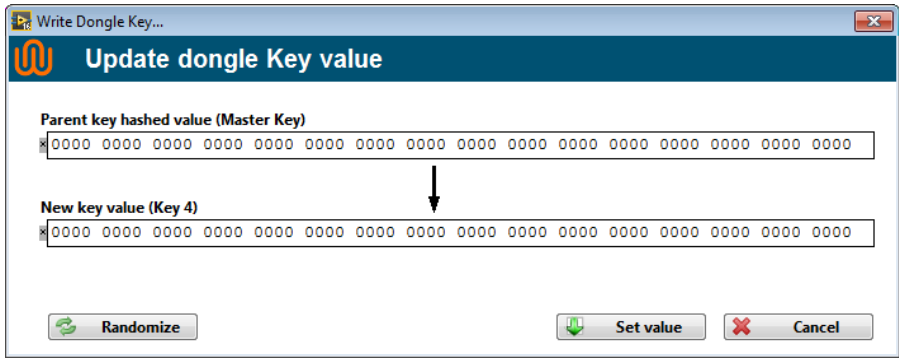 Write Dongle Key...
Update dongle Key value
Parent key hashed value (Master Key)
×0000 0000 0000 0000 0000 0000 0000 0000 0000 0000 0000 0000 0000 0000 0000 0000
New key value (Key 4)
×0000 0000 0000 0000 0000 0000 0000 0000 0000 0000 0000 0000 0000 0000 0000 0000
Randomize Set value Cancel